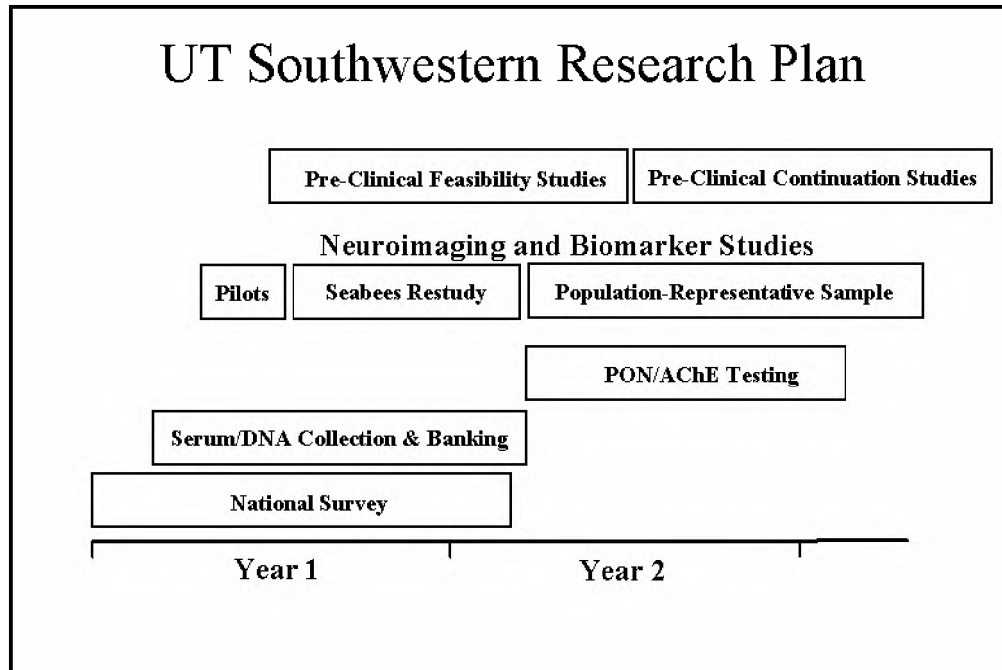 UT Southwestern Research Plan
Pre-Clinical Feasibility Studies
Pre-Clinical Continuation Studies
Neuroimaging and Biomarker Studies
Pilots
Seabees Restudy
Population-Representative Sample
PON/AChE Testing
Serum/DNA Collection & Banking
National Survey
Year 1
Year 2